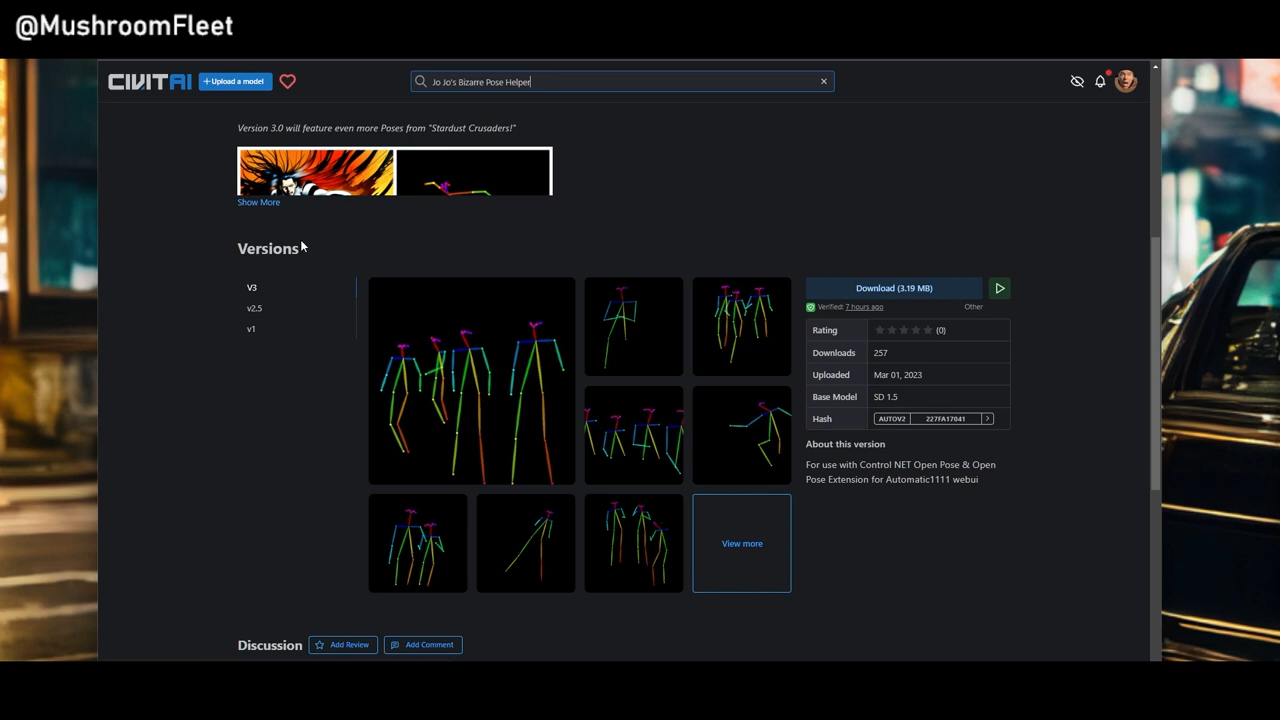 @MushroomFleet
CIVITAI
+Upload a model
Jo Jo's Bizarre Pose Helper
Version 3.0 will feature even more Poses from "Stardust Crusaders!"
Show More
Versions
V3
v2.5
v1
Download (3.19 MB)
Verified: 7 hours ago
Other
Rating
(0)
Downloads
257
Uploaded
Mar 01, 2023
Base Model
SD 1.5
Hash
AUTOV2
227FA17041
About this version
For use with Control NET Open Pose & Open
Pose Extension for Automatic1111 webui
View more
Discussion
Add Review
Add Comment